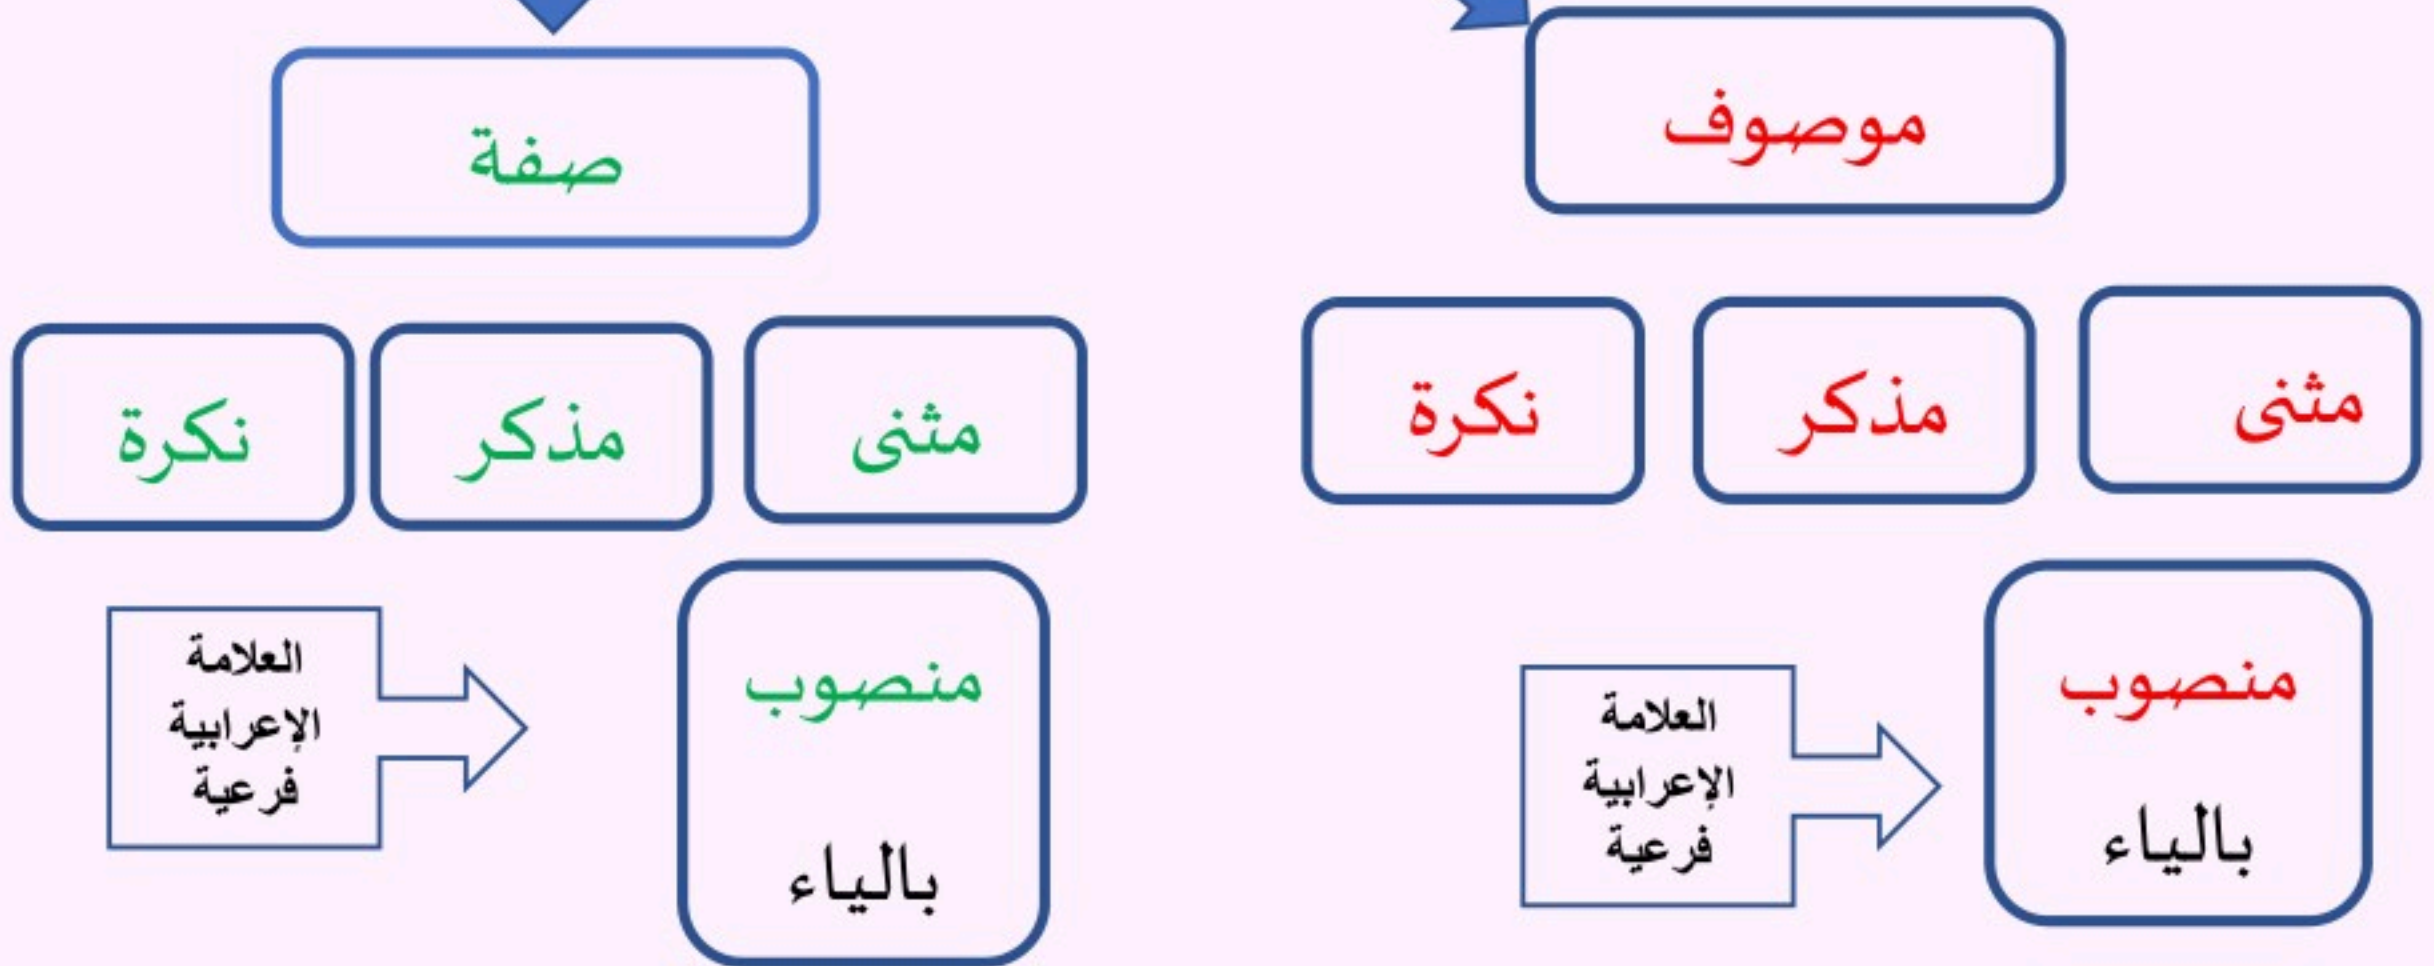 موصوف
صفة
مثنى
مذكر
نكرة
مثنى
مذكر
نكرة
منصوب
بالياء
العلامة
الإعرابية
فرعية
منصوب
بالياء
العلامة
الإعرابية
فرعية